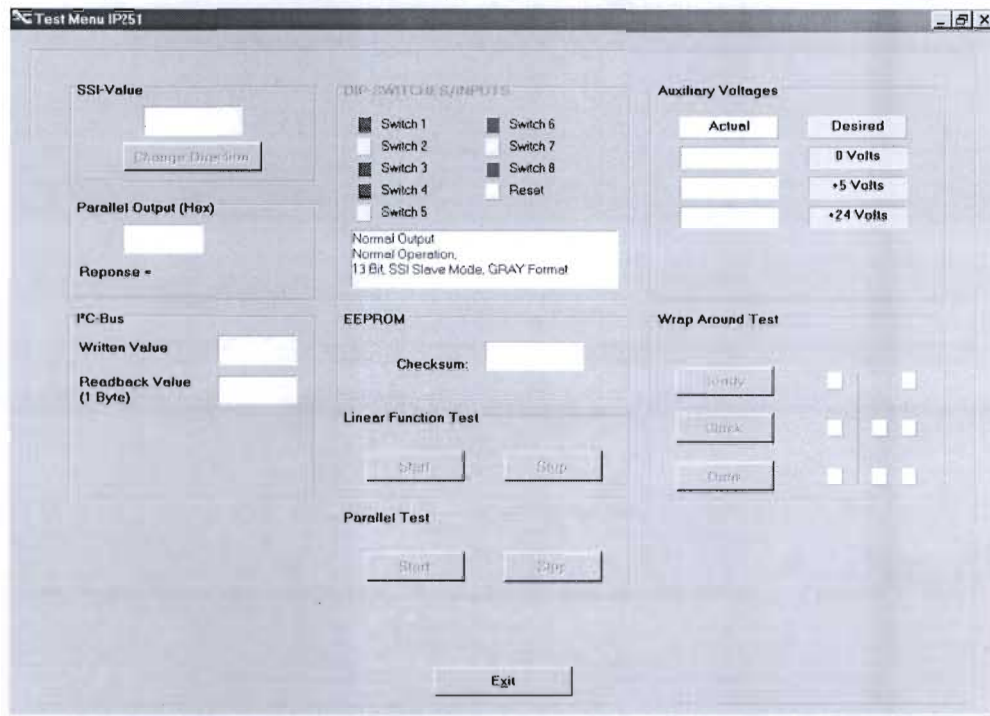 Test Menu IP251
SSI-Value
Change Direction
Parallel Output (Hex)
Reponse =
I²C-Bus
Written Value
Readback Value
(1 Byte)
DIP-SWITCHES/INPUTS
Switch 1
Switch 2
Switch 3
Switch 4
Switch 5
Switch 6
Switch 7
Switch 8
Reset
Normal Output
Normal Operation,
13 Bit, SSI Slave Mode, GRAY Format
EEPROM
Checksum:
Linear Function Test
Start
Stop
Parallel Test
Start
Stop
Auxiliary Voltages
Actual
Desired
0 Volts
+5 Volts
+24 Volts
Wrap Around Test
Ready
Clock
Data
Exit